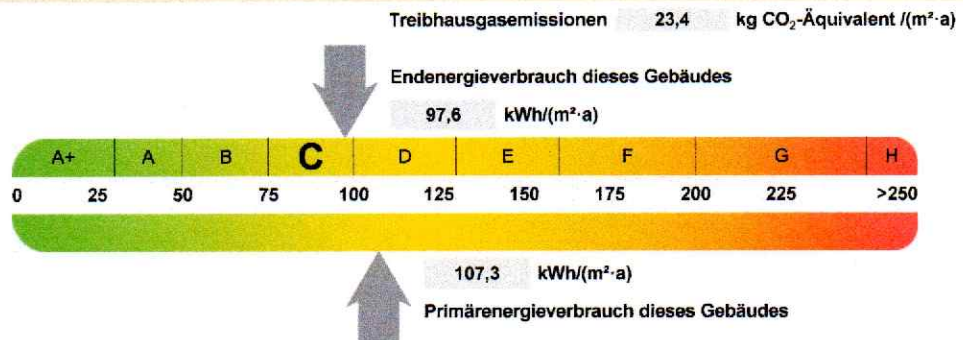 Treibhausgasemissionen 23,4 kg CO₂-Äquivalent /(m²·a)
Endenergieverbrauch dieses Gebäudes
97,6 kWh/(m²·a)
A+ A B C D E F G H
0 25 50 75 100 125 150 175 200 225 >250
107,3 kWh/(m²·a)
Primärenergieverbrauch dieses Gebäudes